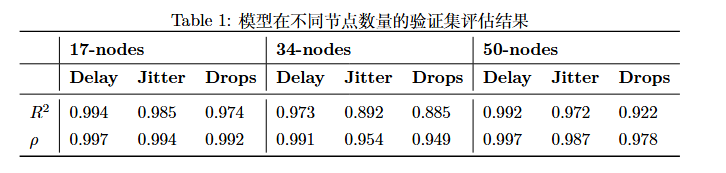 Table 1: 模型在不同节点数量的验证集评估结果
17-nodes 34-nodes 50-nodes
Delay Jitter Drops Delay Jitter Drops Delay Jitter Drops
R² 0.994 0.985 0.974 0.973 0.892 0.885 0.992 0.972 0.922
ρ 0.997 0.994 0.992 0.991 0.954 0.949 0.997 0.987 0.978